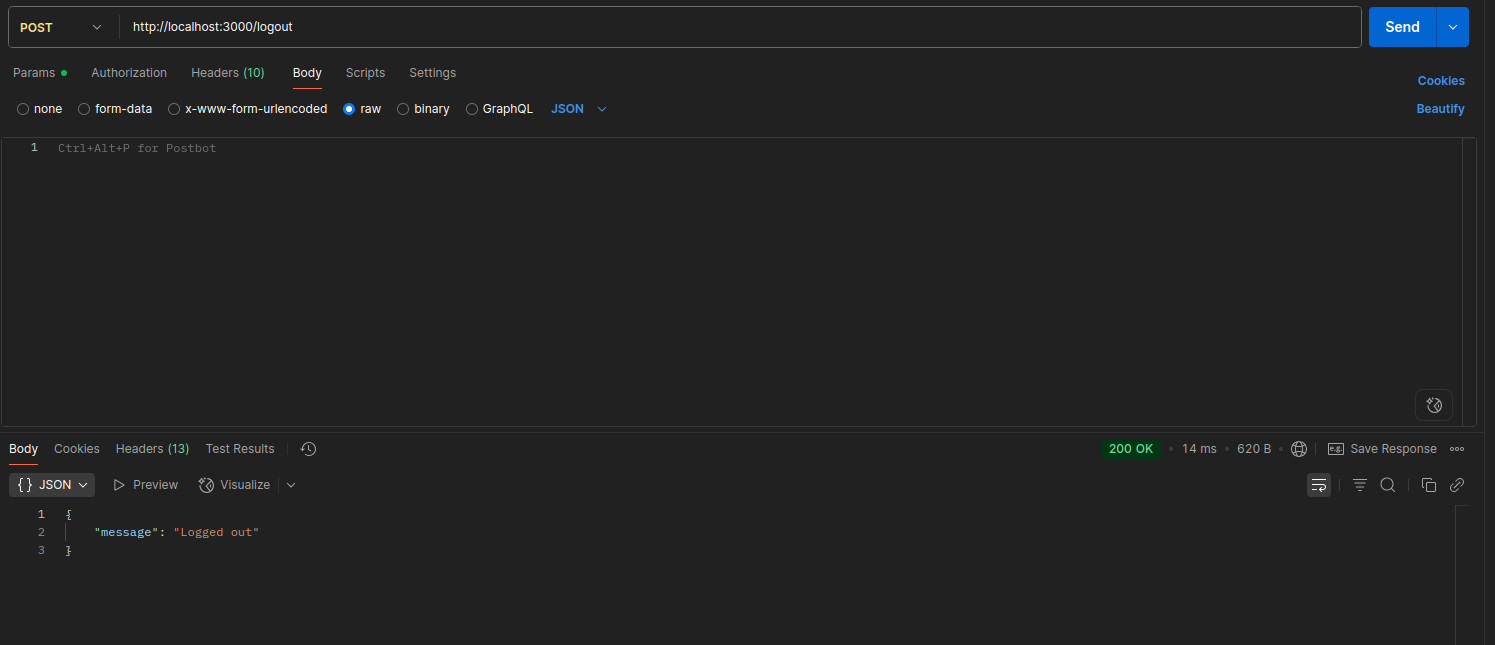 POST http://localhost:3000/logout Send
Params Authorization Headers (10) Body Scripts Settings Cookies
none form-data x-www-form-urlencoded raw binary GraphQL JSON Beautify
1 Ctrl+Alt+P for Postbot
Body Cookies Headers (13) Test Results 200 OK • 14 ms • 620 B • e.g. Save Response
{} JSON Preview Visualize
1 {
2 "message": "Logged out"
3 }